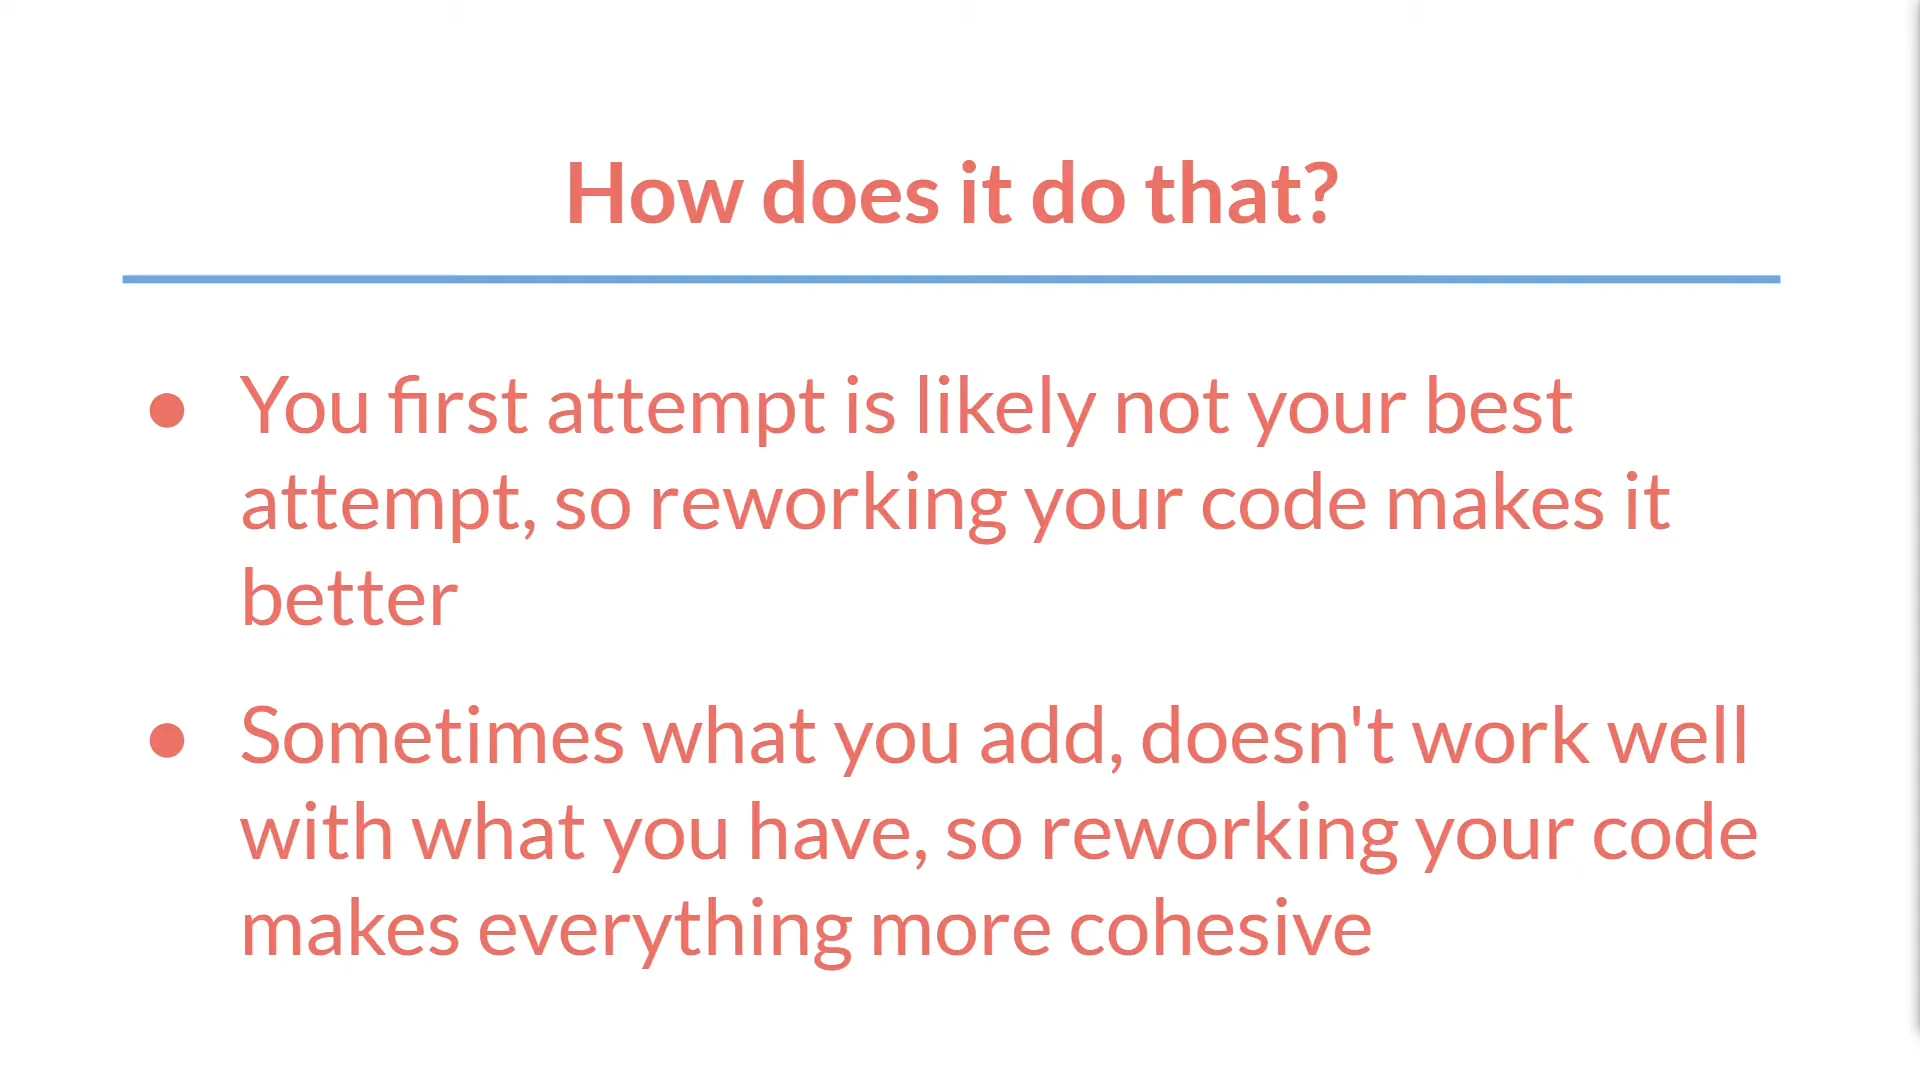 How does it do that?
● You first attempt is likely not your best
attempt, so reworking your code makes it
better
● Sometimes what you add, doesn't work well
with what you have, so reworking your code
makes everything more cohesive